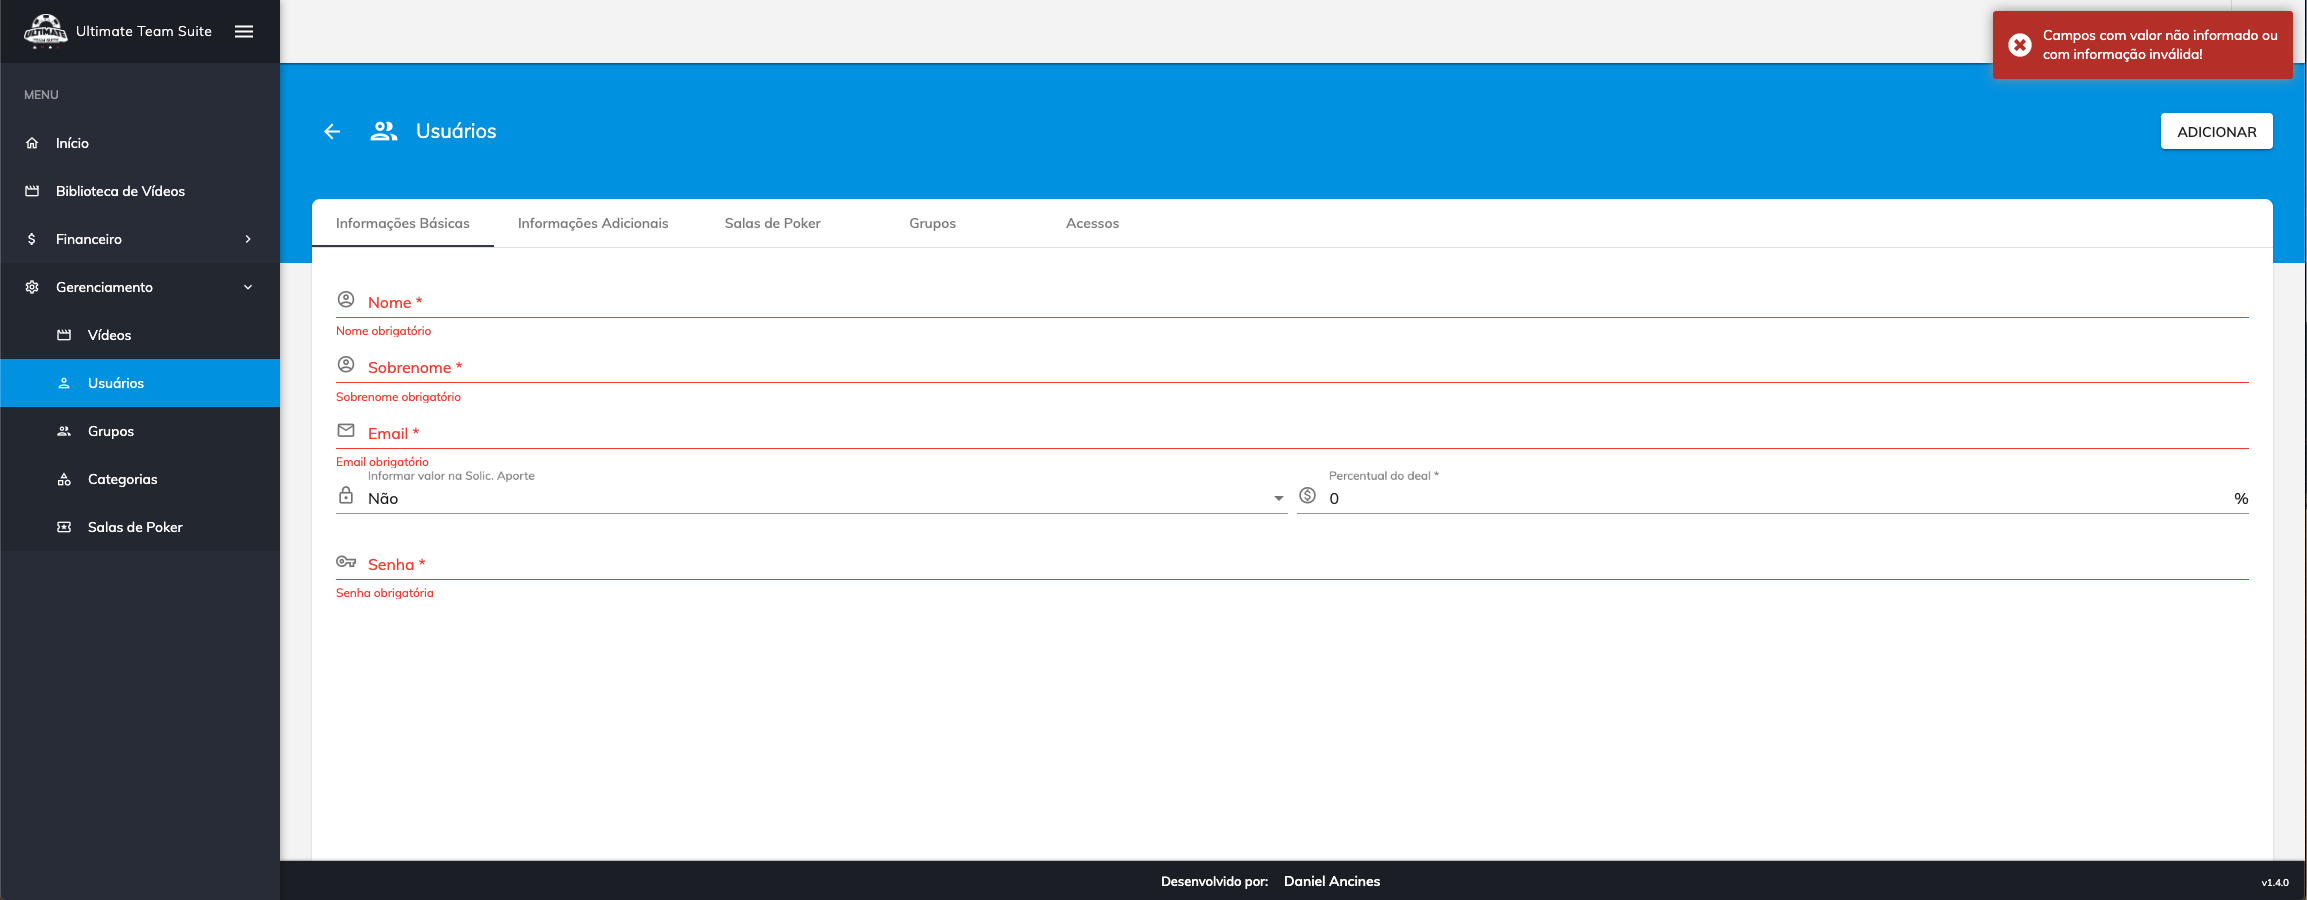 ULTIMATE
TEAM SUITE
Ultimate Team Suite
Campos com valor não informado ou
com informação inválida!
MENU
Início
Biblioteca de Vídeos
Financeiro
Gerenciamento
Vídeos
Usuários
Grupos
Categorias
Salas de Poker
Usuários
ADICIONAR
Informações Básicas
Informações Adicionais
Salas de Poker
Grupos
Acessos
Nome *
Nome obrigatório
Sobrenome *
Sobrenome obrigatório
Email *
Email obrigatório
Informar valor na Solic. Aporte
Não
Percentual do deal *
0
%
Senha *
Senha obrigatória
Desenvolvido por: Daniel Ancines
v1.4.0